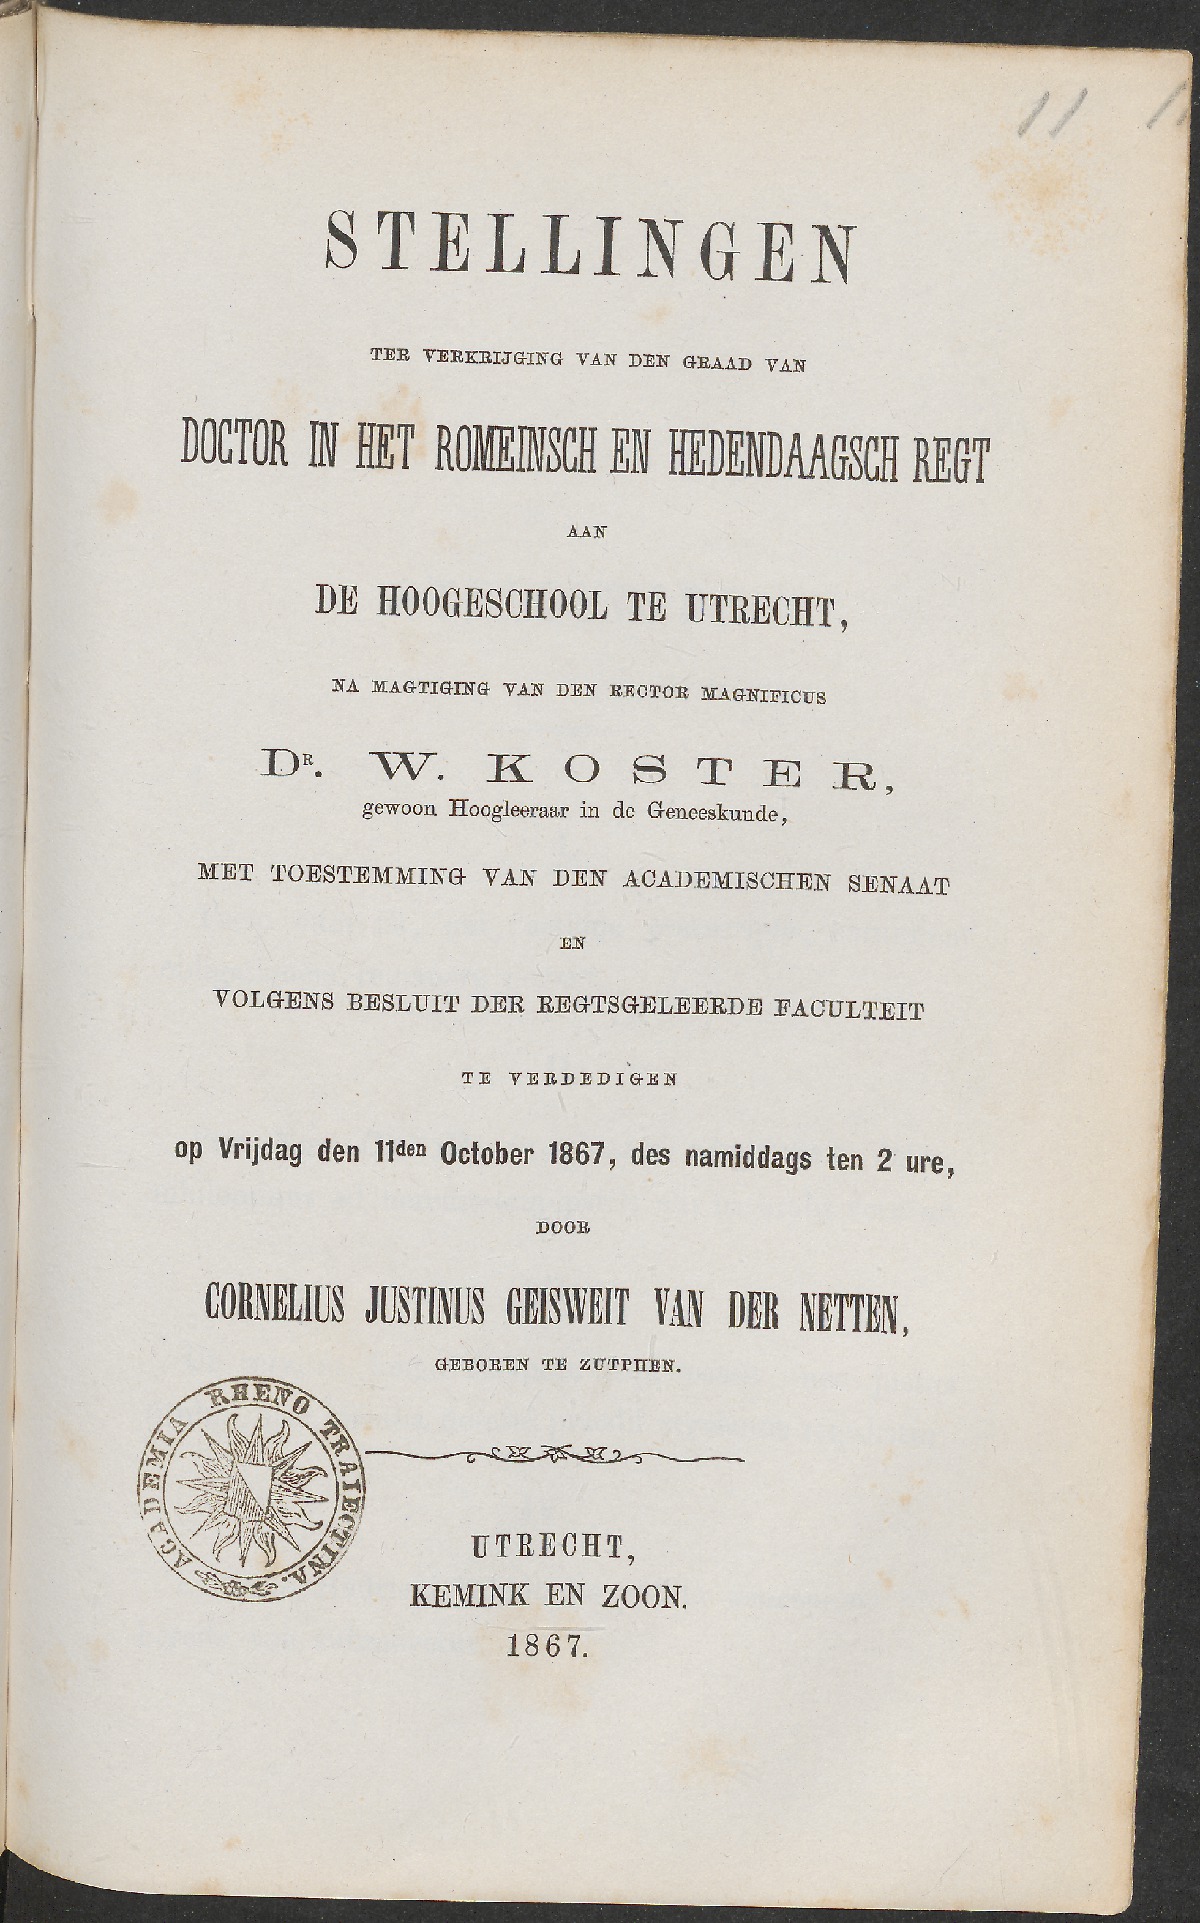 11
STELLINGEN
TER VERKRIJGING VAN DEN GRAAD VAN
DOCTOR IN HET ROMEINSCH EN HEDENDAAGSCH REGT
AAN
DE HOOGESCHOOL TE UTRECHT,
NA MAGTIGING VAN DEN RECTOR MAGNIFICUS
DR. W. KOSTER,
gewoon Hoogleeraar in de Geneeskunde,
MET TOESTEMMING VAN DEN ACADEMISCHEN SENAAT
EN
VOLGENS BESLUIT DER REGTSGELEERDE FACULTEIT
TE VERDEDIGEN
op Vrijdag den 11den October 1867, des namiddags ten 2 ure,
DOOR
CORNELIUS JUSTINUS GEISWEIT VAN DER NETTEN,
GEBOREN TE ZUTPHEN.
ACADEMIA RHENO TRAIECTINA.
UTRECHT,
KEMINK EN ZOON.
1867.